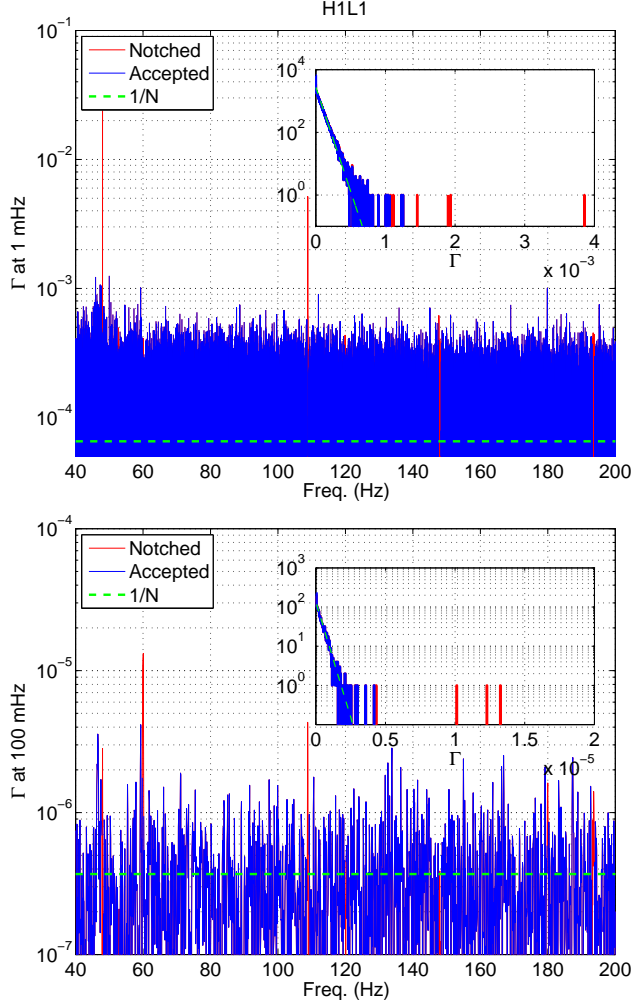 H1L1
10^-1
10^-2
10^-3
10^-4
Γ at 1 mHz
Notched
Accepted
1/N
10^4
10^2
10^0
0 1 2 3 4
Γ
x 10^-3
40 60 80 100 120 140 160 180 200
Freq. (Hz)
10^-4
10^-5
10^-6
10^-7
Γ at 100 mHz
Notched
Accepted
1/N
10^3
10^2
10^1
10^0
0 0.5 1 1.5 2
Γ
x 10^-5
40 60 80 100 120 140 160 180 200
Freq. (Hz)